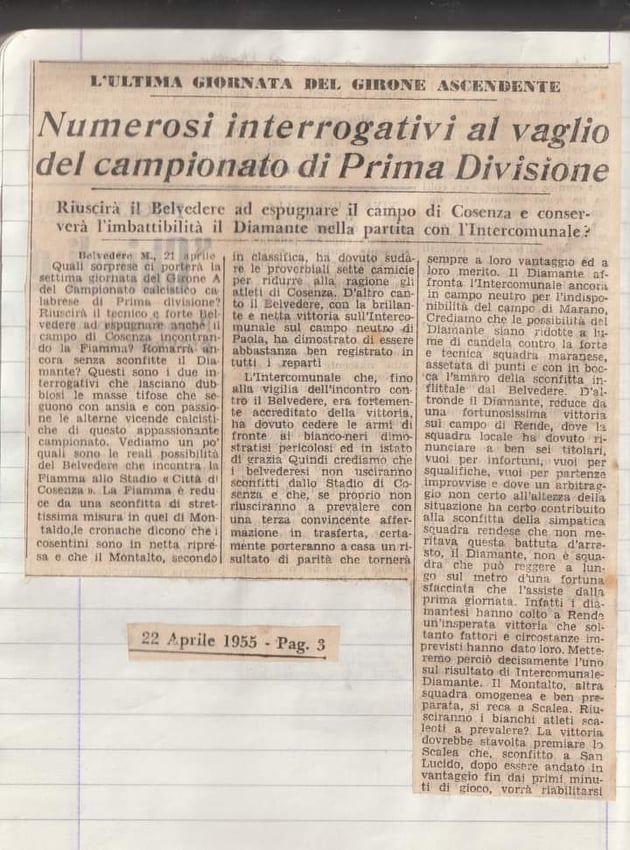 L'ULTIMA GIORNATA DEL GIRONE ASCENDENTE
Numerosi interrogativi al vaglio
del campionato di Prima Divisione
Riuscirà il Belvedere ad espugnare il campo di Cosenza e conser-
verà l'imbattibilità il Diamante nella partita con l'Intercomunale?
Belvedere M., 21 aprile
Quali sorprese ci porterà la
settima giornata del Girone A
del Campionato calcistico ca-
labrese di Prima divisione?
Riuscirà il tecnico e forte Bel-
vedere ad espugnare anche il
campo di Cosenza incontran-
do la Fiamma? Romarrà an-
cora senza sconfitte il Dia-
mante? Questi sono i due in-
terrogativi che lasciano dub-
biosi le masse tifose che se-
guono con ansia e con passio-
ne le alterne vicende calcisti-
che di questo appassionante
campionato. Vediamo un po'
quali sono le reali possibilità
del Belvedere che incontra la
Fiamma allo Stadio « Città di
Cosenza ». La Fiamma è redu-
ce da una sconfitta di stret-
tissima misura in quel di Mon-
taldo,le cronache dicono che i
cosentini sono in netta ripre-
sa e che il Montalto, secondo
in classifica, ha dovuto suda-
re le proverbiali sette camicie
per ridurre alla ragione gli
atleti di Cosenza. D'altro can-
to il Belvedere, con la brillan-
te e netta vittoria sull'Interco-
munale sul campo neutro di
Paola, ha dimostrato di essere
abbastanza ben registrato in
tutti i reparti
L'Intercomunale che, fino
alla vigilia dell'incontro con-
tro il Belvedere, era fortemen-
te accreditato della vittoria,
ha dovuto cedere le armi di
fronte ai bianco-neri dimo-
stratisi pericolosi ed in istato
di grazia Quindi crediamo che
i belvederesi non usciranno
sconfitti dallo Stadio di Co-
senza e che, se proprio non
riusciranno a prevalere con
una terza convincente affer-
mazione in trasferta, certa-
mente porteranno a casa un ri-
sultato di parità che tornerà
sempre a loro vantaggio ed a
loro merito. Il Diamante af-
fronta l'Intercomunale ancora
in campo neutro per l'indispo-
nibilità del campo di Marano,
Crediamo che le possibilità del
Diamante siano ridotte a lu-
me di candela contro la forte
e tecnica squadra maranese,
assetata di punti e con in boc-
ca l'amaro della sconfitta in-
flittale dal Belvedere. D'al-
tronde il Diamante, reduce da
una fortunosissima vittoria
sul campo di Rende, dove la
squadra locale ha dovuto ri-
nunciare a ben sei titolari,
vuoi per infortuni, vuoi per
squalifiche, vuoi per partenze
improvvise e dove un arbitrag-
gio non certo all'altezza della
situazione ha certo contribuito
alla sconfitta della simpatica
squadra rendese che non me-
ritava questa battuta d'arre-
sto, il Diamante, non è squa-
dra che può reggere a lun-
go sul metro d'una fortuna
sfacciata che l'assiste dalla
prima giornata. Infatti i dia-
mantesi hanno colto a Rende
un'insperata vittoria che sol-
tanto fattori e circostanze im-
previsti hanno dato loro. Mette-
remo perciò decisamente l'uno
sul risultato di Intercomunale-
Diamante. Il Montalto, altra
squadra omogenea e ben pre-
parata, si reca a Scalea. Riu-
sciranno i bianchi atleti sca-
leoti a prevalere? La vittoria
dovrebbe stavolta premiare lo
Scalea che, sconfitto a San
Lucido, dopo essere andato in
vantaggio fin dai primi minu-
ti di gioco, vorrà riabilitarsi
22 Aprile 1955 - Pag. 3